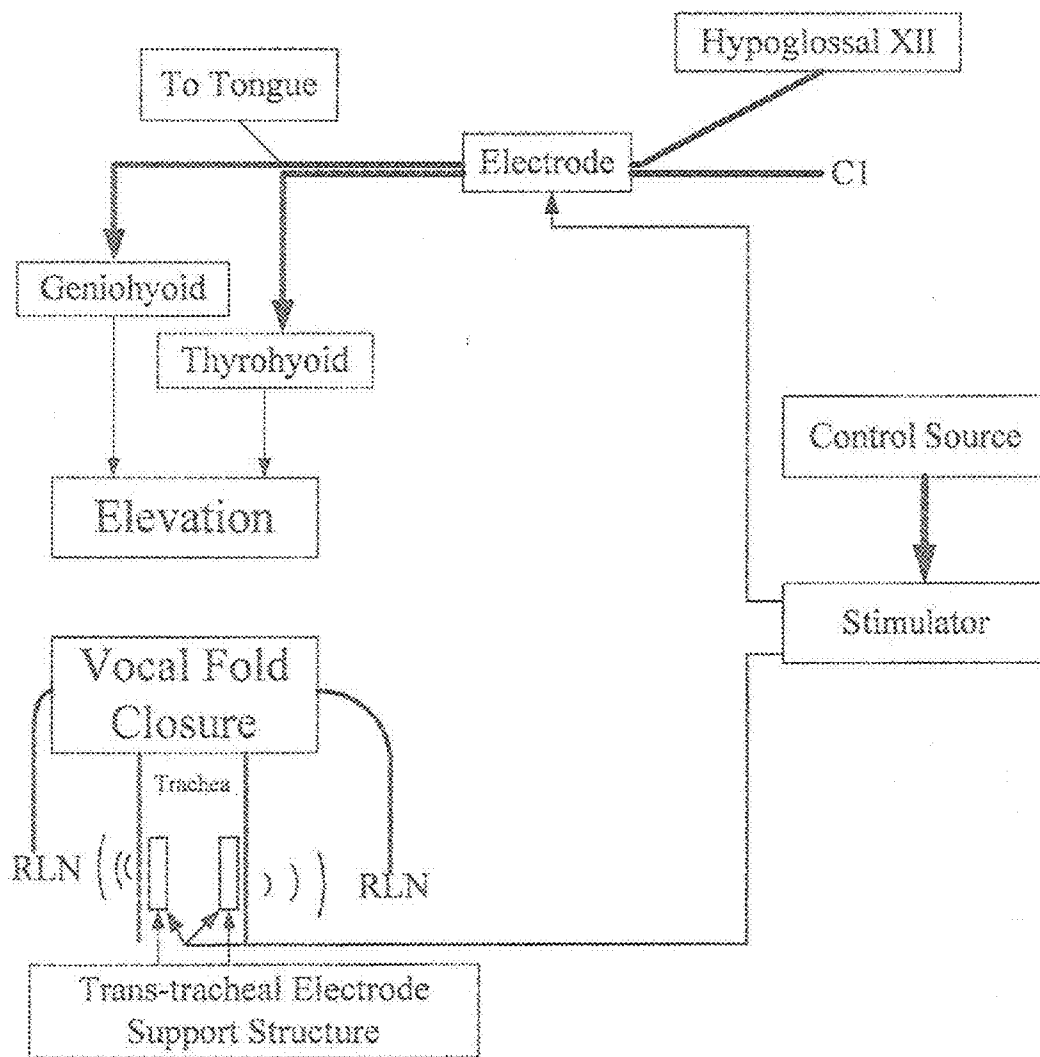 Hypoglossal XII
To Tongue
Electrode
C1
Geniohyoid
Thyrohyoid
Control Source
Elevation
Stimulator
Vocal Fold
Closure
Trachea
RLN
RLN
Trans-tracheal Electrode
Support Structure